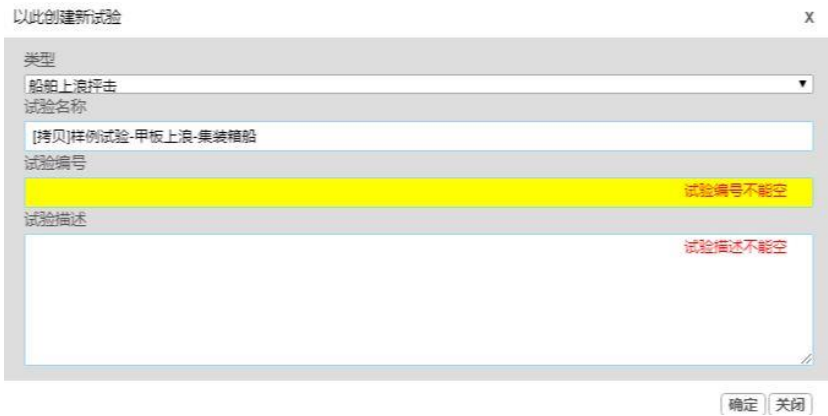 以此创建新试验
x
类型
船舶上浪抨击
试验名称
[拷贝]样例试验-甲板上浪-集装箱船
试验编号
试验编号不能空
试验描述
试验描述不能空
确定 关闭